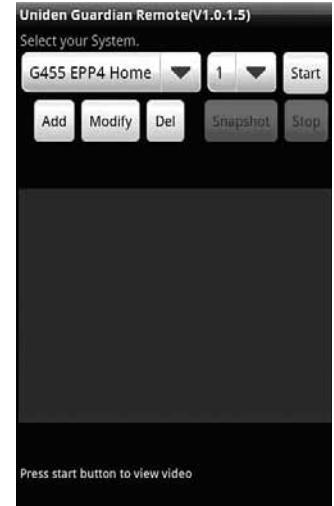 Uniden Guardian Remote(V1.0.1.5)
Select your System.
G455 EPP4 Home 1 Start
Add Modify Del Snapshot Stop
Press start button to view video